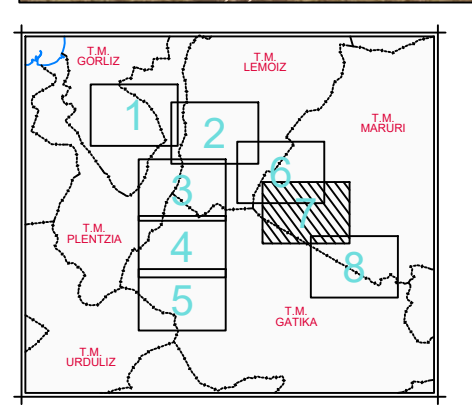 T.M.
GORLIZ
T.M.
LEMOIZ
1
2
T.M.
MARURI
6
3
7
T.M.
PLENTZIA
4
8
5
T.M.
GATIKA
T.M.
URDULIZ